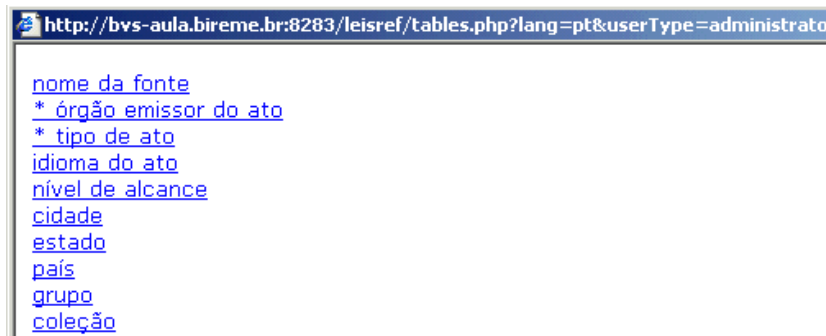 http://bvs-aula.bireme.br:8283/leisref/tables.php?lang=pt&userType=administrato
nome da fonte
* órgão emissor do ato
* tipo de ato
idioma do ato
nível de alcance
cidade
estado
país
grupo
coleção